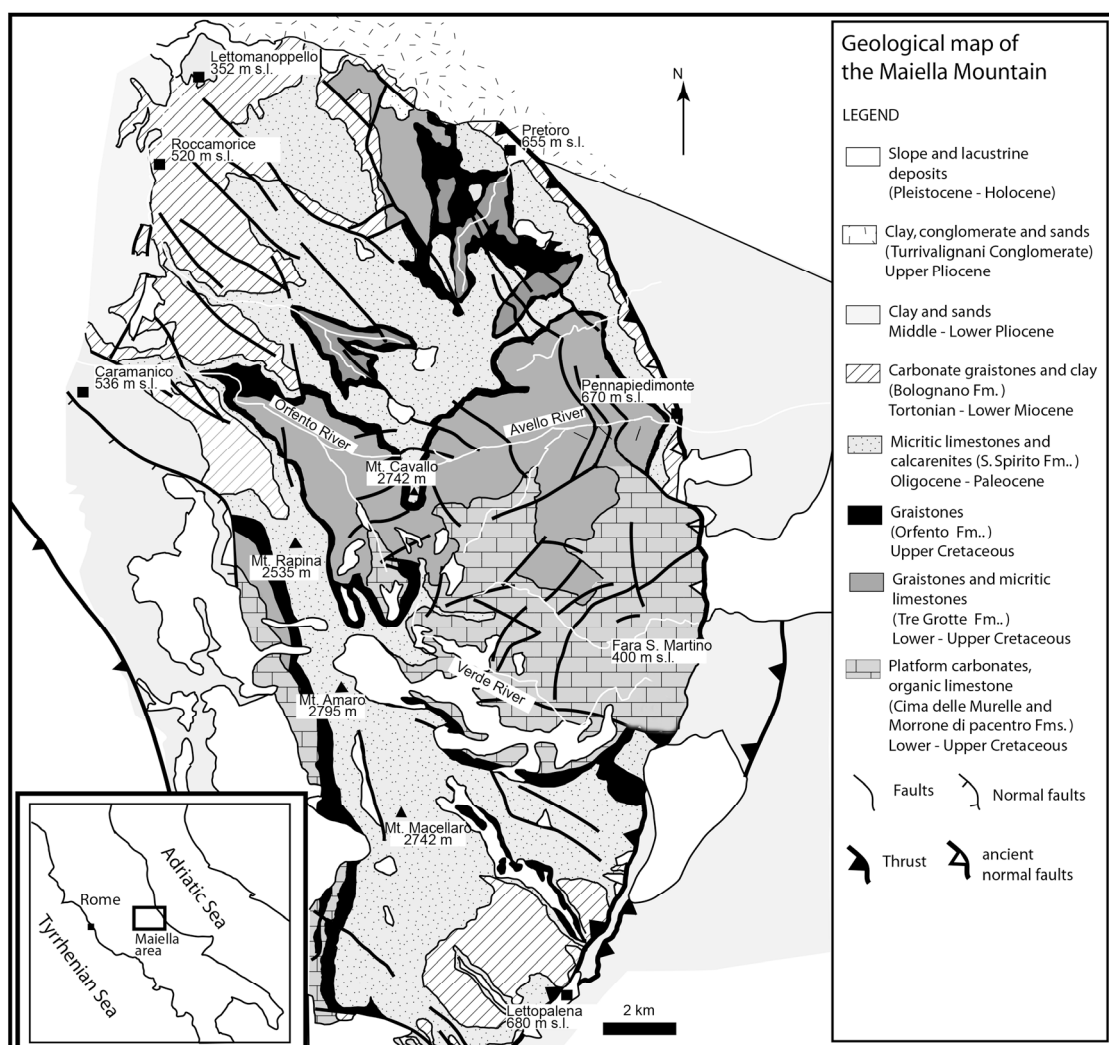 Lettomanoppello
352 m s.l.
Roccamorice
520 m s.l.
N
Pretoro
655 m s.l.
Caramanico
536 m s.l.
Orfento River
Avello River
Pennapiedimonte
670 m s.l.
Mt. Cavallo
2742 m
Mt. Rapina
2535 m
Fara S. Martino
400 m s.l.
Verde River
Mt. Amaro
2795 m
Mt. Macellaro
2742 m
Lettopalena
680 m s.l.
2 km
Rome
Adriatic Sea
Maiella
area
Tyrrhenian Sea
Geological map of
the Maiella Mountain
LEGEND
Slope and lacustrine
deposits
(Pleistocene - Holocene)
Clay, conglomerate and sands
(Turrivalignani Conglomerate)
Upper Pliocene
Clay and sands
Middle - Lower Pliocene
Carbonate graistones and clay
(Bolognano Fm. )
Tortonian - Lower Miocene
Micritic limestones and
calcarenites (S. Spirito Fm.. )
Oligocene - Paleocene
Graistones
(Orfento Fm.. )
Upper Cretaceous
Graistones and micritic
limestones
(Tre Grotte Fm.. )
Lower - Upper Cretaceous
Platform carbonates,
organic limestone
(Cima delle Murelle and
Morrone di pacentro Fms. )
Lower - Upper Cretaceous
Faults
Normal faults
Thrust
ancient
normal faults